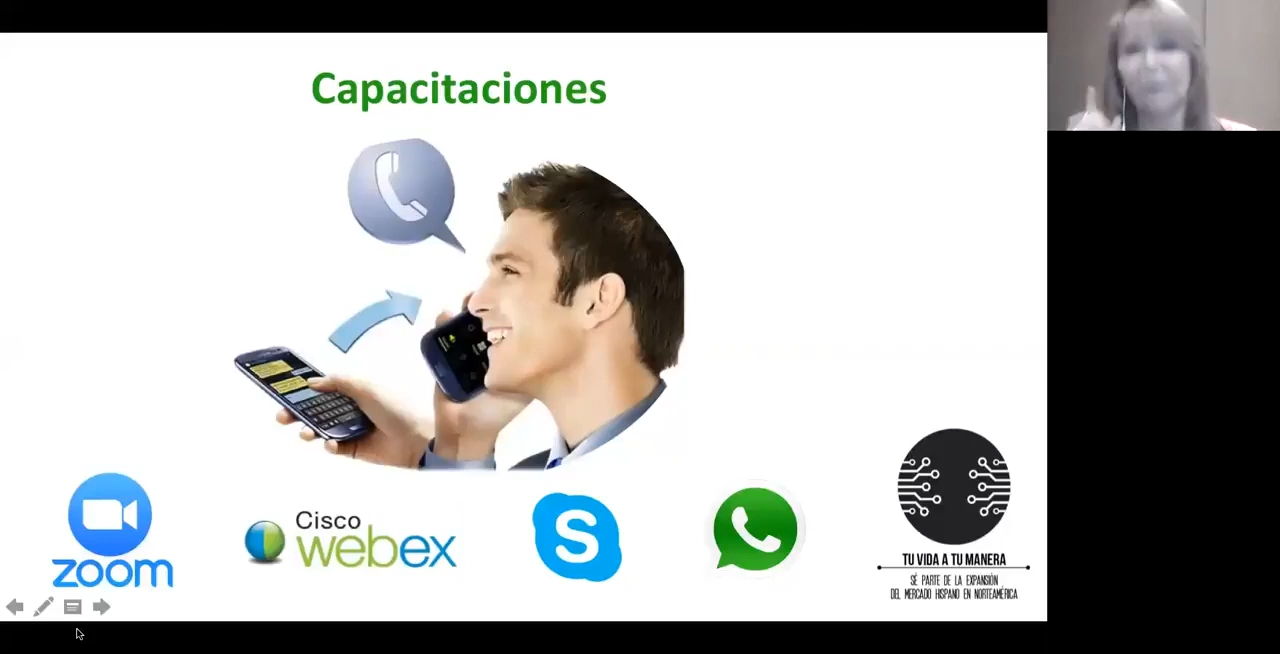 Capacitaciones
zoom
Cisco
webex
S
TU VIDA A TU MANERA
SÉ PARTE DE LA EXPANSIÓN
DEL MERCADO HISPANO EN NORTEAMÉRICA